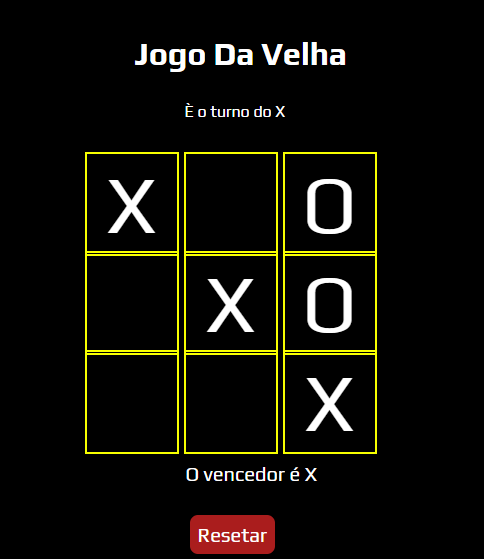 Jogo Da Velha
È o turno do X
X O
X O
X
O vencedor é X
Resetar